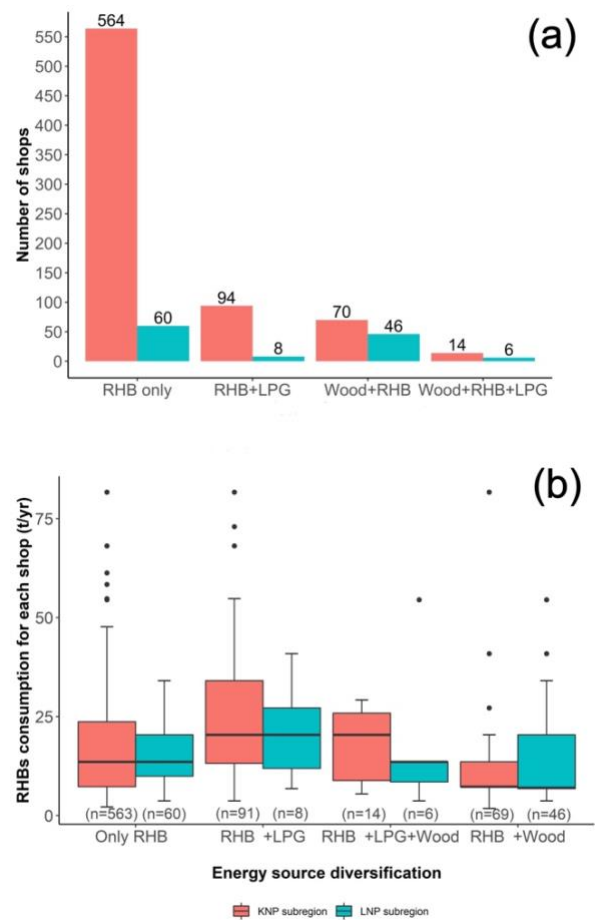 (a)
Number of shops
550
500
450
400
350
300
250
200
150
100
50
0
564
60
94
8
70
46
14
6
RHB only RHB+LPG Wood+RHB Wood+RHB+LPG
(b)
RHBs consumption for each shop (t/yr)
75
50
25
0
(n=563) (n=60) (n=91) (n=8) (n=14) (n=6) (n=69) (n=46)
Only RHB RHB +LPG RHB +LPG+Wood RHB +Wood
Energy source diversification
KNP subregion LNP subregion